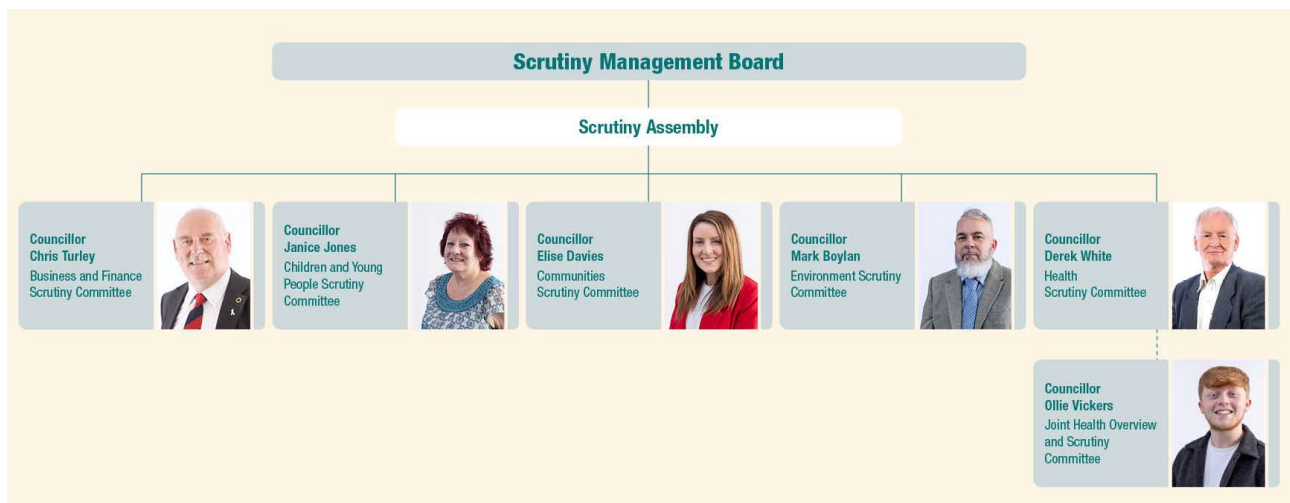 Scrutiny Management Board
Scrutiny Assembly
Councillor
Chris Turley
Business and Finance
Scrutiny Committee
Councillor
Janice Jones
Children and Young
People Scrutiny
Committee
Councillor
Elise Davies
Communities
Scrutiny Committee
Councillor
Mark Boylan
Environment Scrutiny
Committee
Councillor
Derek White
Health
Scrutiny Committee
Councillor
Ollie Vickers
Joint Health Overview
and Scrutiny
Committee